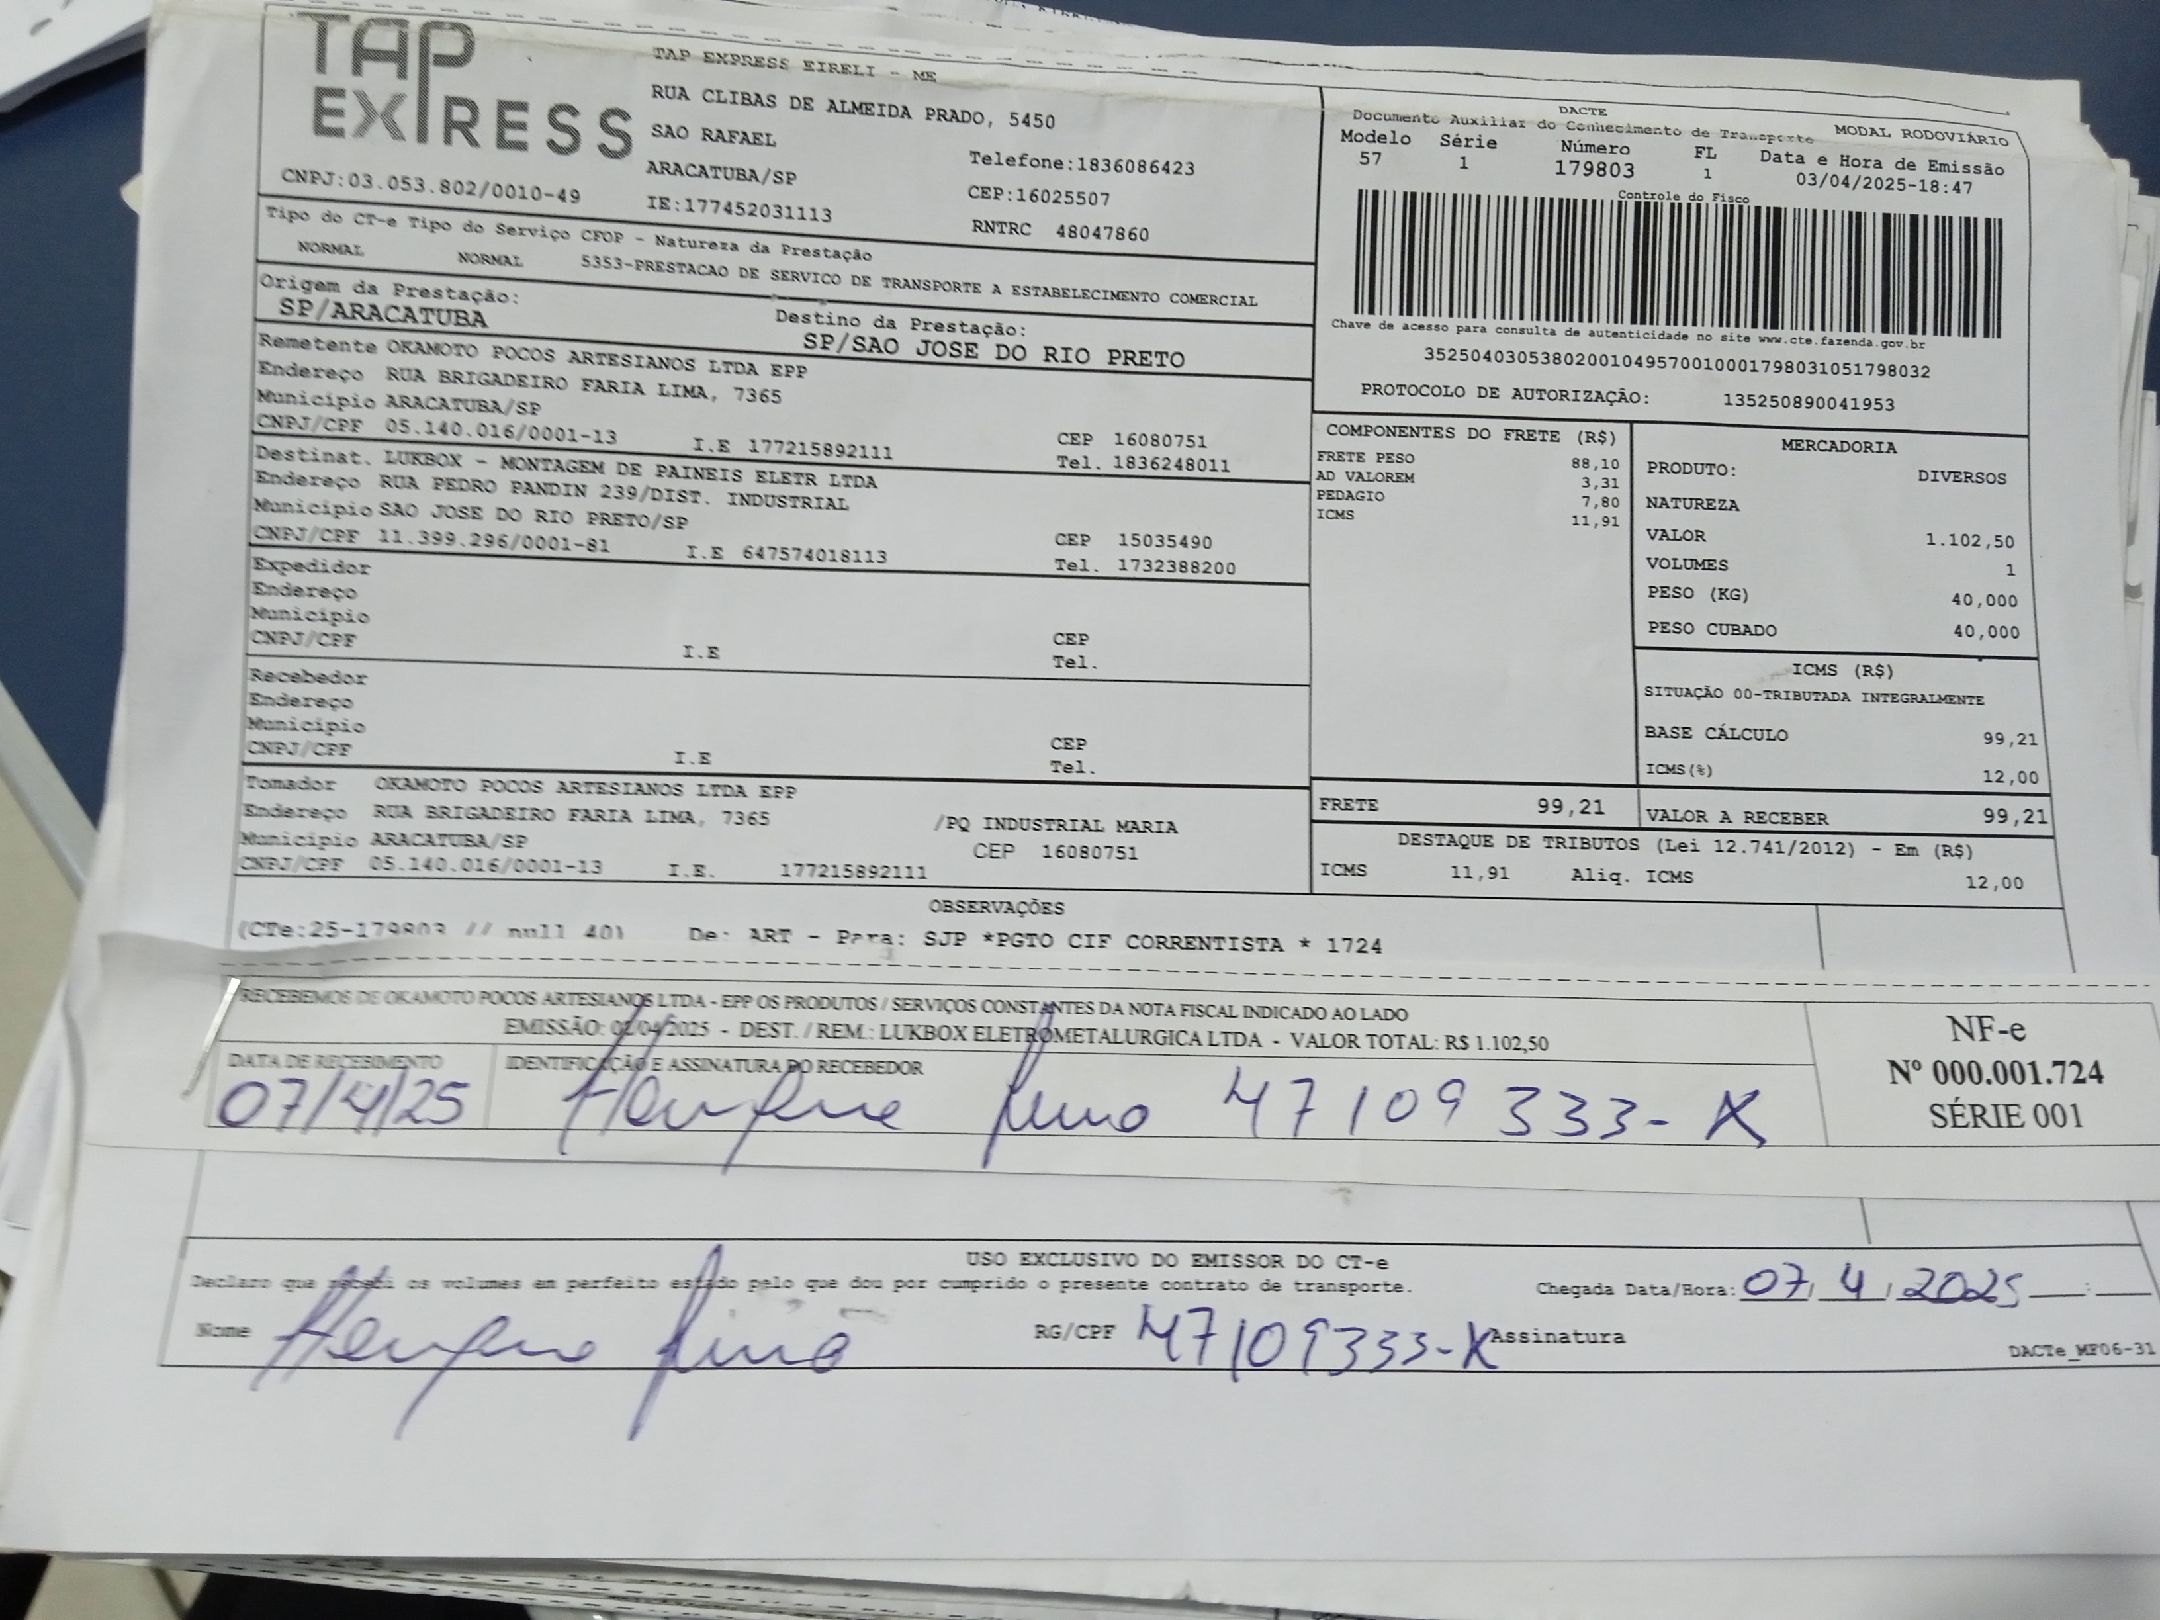 TAP
EXPRESS
CNPJ:03.053.802/0010-49
TAP EXPRESS EIRELI - ME
RUA CLIBAS DE ALMEIDA PRADO, 5450
SAO RAFAEL
ARACATUBA/SP
IE:177452031113
Telefone:1836086423
CEP:16025507
RNTRC 48047860
DACTE
Documento Auxiliar do Conhecimento de Transporte MODAL RODOVIÁRIO
Modelo Série Número FL Data e Hora de Emissão
57 1 179803 1 03/04/2025-18:47
Controle do Fisco
Chave de acesso para consulta de autenticidade no site www.cte.fazenda.gov.br
35250403053802001049570010001798031051798032
PROTOCOLO DE AUTORIZAÇÃO: 135250890041953
Tipo do CT-e Tipo do Serviço CFOP - Natureza da Prestação
NORMAL NORMAL 5353-PRESTACAO DE SERVICO DE TRANSPORTE A ESTABELECIMENTO COMERCIAL
Origem da Prestação: Destino da Prestação:
SP/ARACATUBA SP/SAO JOSE DO RIO PRETO
Remetente OKAMOTO POCOS ARTESIANOS LTDA EPP
Endereço RUA BRIGADEIRO FARIA LIMA, 7365
Município ARACATUBA/SP CEP 16080751
CNPJ/CPF 05.140.016/0001-13 I.E 177215892111 Tel. 1836248011
Destinat. LUKBOX - MONTAGEM DE PAINEIS ELETR LTDA
Endereço RUA PEDRO PANDIN 239/DIST. INDUSTRIAL
Município SAO JOSE DO RIO PRETO/SP CEP 15035490
CNPJ/CPF 11.399.296/0001-81 I.E 647574018113 Tel. 1732388200
Expedidor
Endereço
Município CEP
CNPJ/CPF I.E Tel.
Recebedor
Endereço
Município CEP
CNPJ/CPF I.E Tel.
Tomador OKAMOTO POCOS ARTESIANOS LTDA EPP
Endereço RUA BRIGADEIRO FARIA LIMA, 7365 /PQ INDUSTRIAL MARIA
Município ARACATUBA/SP CEP 16080751
CNPJ/CPF 05.140.016/0001-13 I.E. 177215892111
COMPONENTES DO FRETE (R$)
FRETE PESO 88,10
AD VALOREM 3,31
PEDAGIO 7,80
ICMS 11,91
MERCADORIA
PRODUTO: DIVERSOS
NATUREZA
VALOR 1.102,50
VOLUMES 1
PESO (KG) 40,000
PESO CUBADO 40,000
ICMS (R$)
SITUAÇÃO 00-TRIBUTADA INTEGRALMENTE
BASE CÁLCULO 99,21
ICMS(%) 12,00
FRETE 99,21 VALOR A RECEBER 99,21
DESTAQUE DE TRIBUTOS (Lei 12.741/2012) - Em (R$)
ICMS 11,91 Aliq. ICMS 12,00
OBSERVAÇÕES
(CTe:25-179803 // null 40) De: ART - Para: SJP *PGTO CIF CORRENTISTA * 1724
RECEBEMOS DE OKAMOTO POCOS ARTESIANOS LTDA - EPP OS PRODUTOS / SERVIÇOS CONSTANTES DA NOTA FISCAL INDICADO AO LADO
EMISSÃO: 02/04/2025 - DEST. / REM.: LUKBOX ELETROMETALURGICA LTDA - VALOR TOTAL: R$ 1.102,50
DATA DE RECEBIMENTO IDENTIFICAÇÃO E ASSINATURA DO RECEBEDOR
07/4/25 Henrique 47109333-X
NF-e
Nº 000.001.724
SÉRIE 001
USO EXCLUSIVO DO EMISSOR DO CT-e
Declaro que recebi os volumes em perfeito estado pelo que dou por cumprido o presente contrato de transporte. Chegada Data/Hora: 07/4/2025
Nome Henrique RG/CPF 47109333-X Assinatura
DACTe_MF06-31